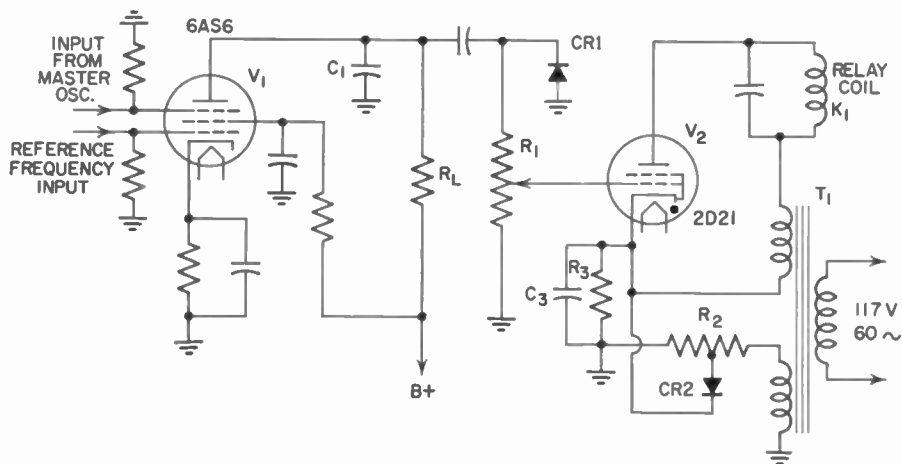 6AS6
INPUT
FROM
MASTER
OSC.
V1
REFERENCE
FREQUENCY
INPUT
C1
RL
B+
CR1
R1
V2
2D21
RELAY
COIL
K1
T1
R3
C3
R2
CR2
117 V
60 ~